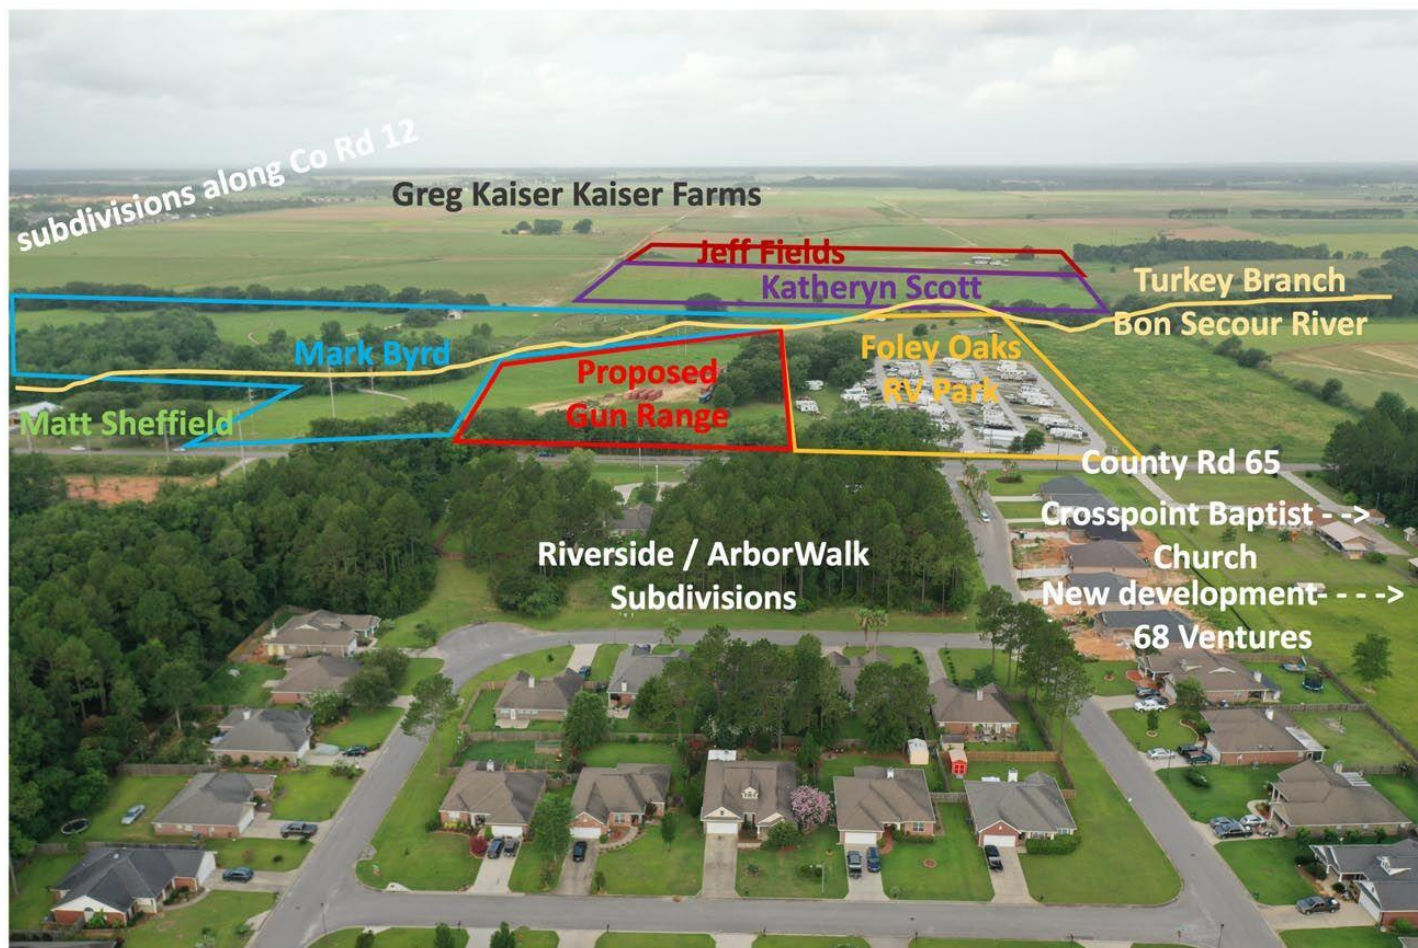 subdivisions along Co Rd 12
Greg Kaiser Kaiser Farms
Jeff Fields
Katheryn Scott
Turkey Branch
Bon Secour River
Mark Byrd
Proposed
Gun Range
Foley Oaks
RV Park
Matt Sheffield
County Rd 65
Crosspoint Baptist - ->
Church
Riverside / ArborWalk
Subdivisions
New development- - - ->
68 Ventures